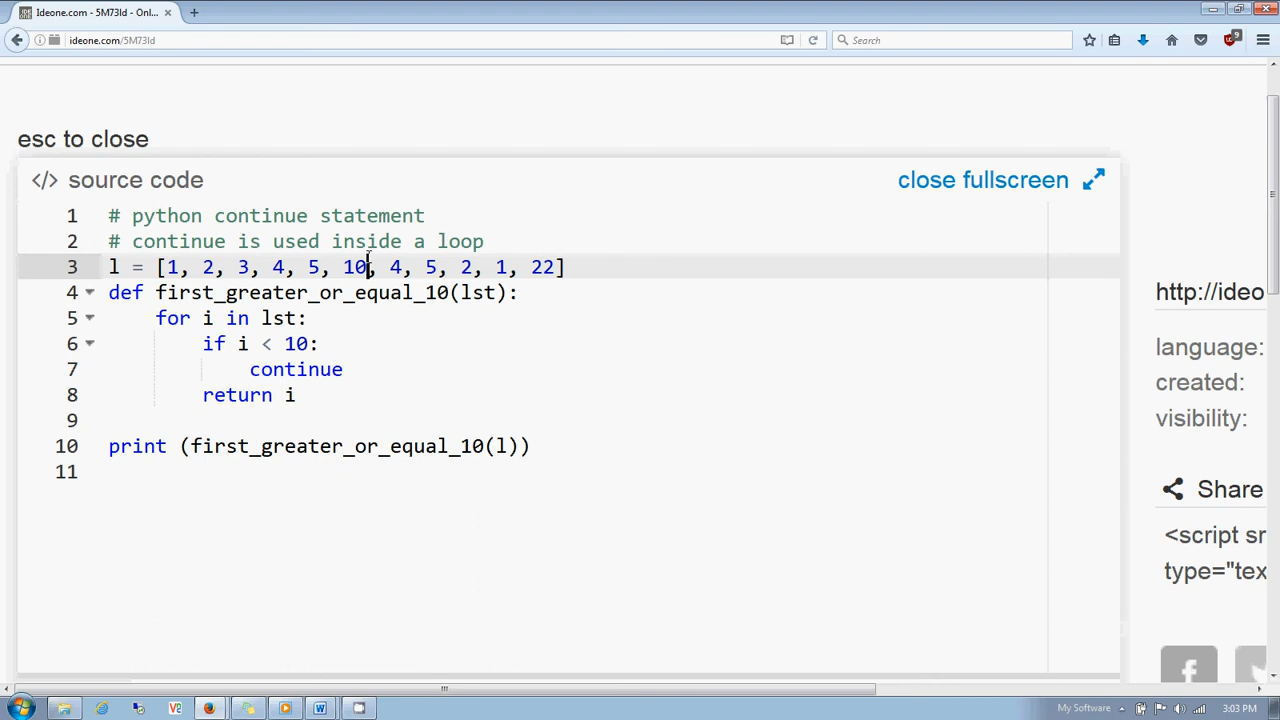 Ideone.com - 5M73ld - Onl...
ideone.com/5M73ld
Search
9
esc to close
</> source code
close fullscreen
1 # python continue statement
2 # continue is used inside a loop
3 l = [1, 2, 3, 4, 5, 10, 4, 5, 2, 1, 22]
4 def first_greater_or_equal_10(lst):
5 for i in lst:
6 if i < 10:
7 continue
8 return i
9
10 print (first_greater_or_equal_10(l))
11
http://ideo
language:
created:
visibility:
Share
<script sr
type="tex
My Software
3:03 PM